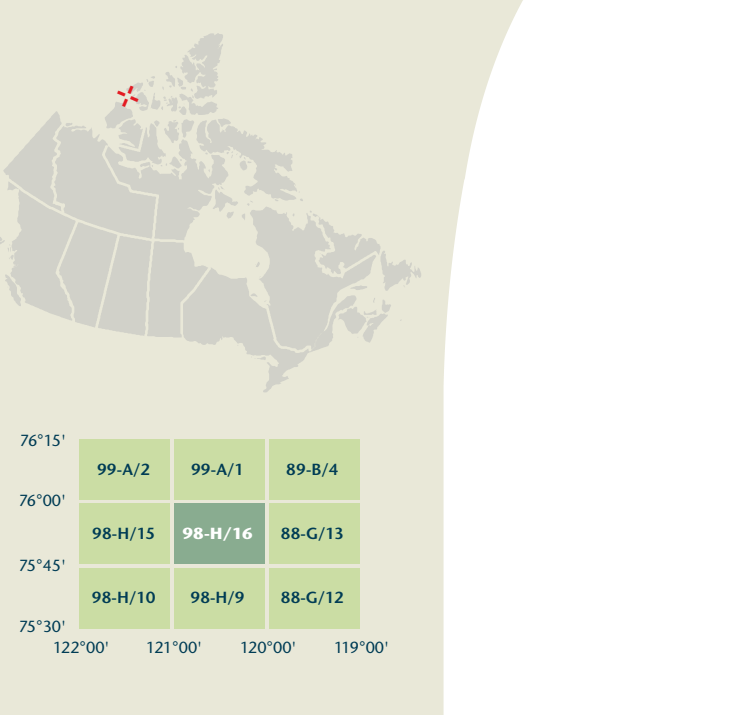 76°15'
99-A/2 99-A/1 89-B/4
76°00'
98-H/15 98-H/16 88-G/13
75°45'
98-H/10 98-H/9 88-G/12
75°30'
122°00' 121°00' 120°00' 119°00'